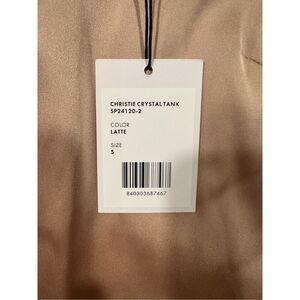 CHRISTIE CRYSTAL TANK
SP24120-2
COLOR
LATTE
SIZE
S
840303687467